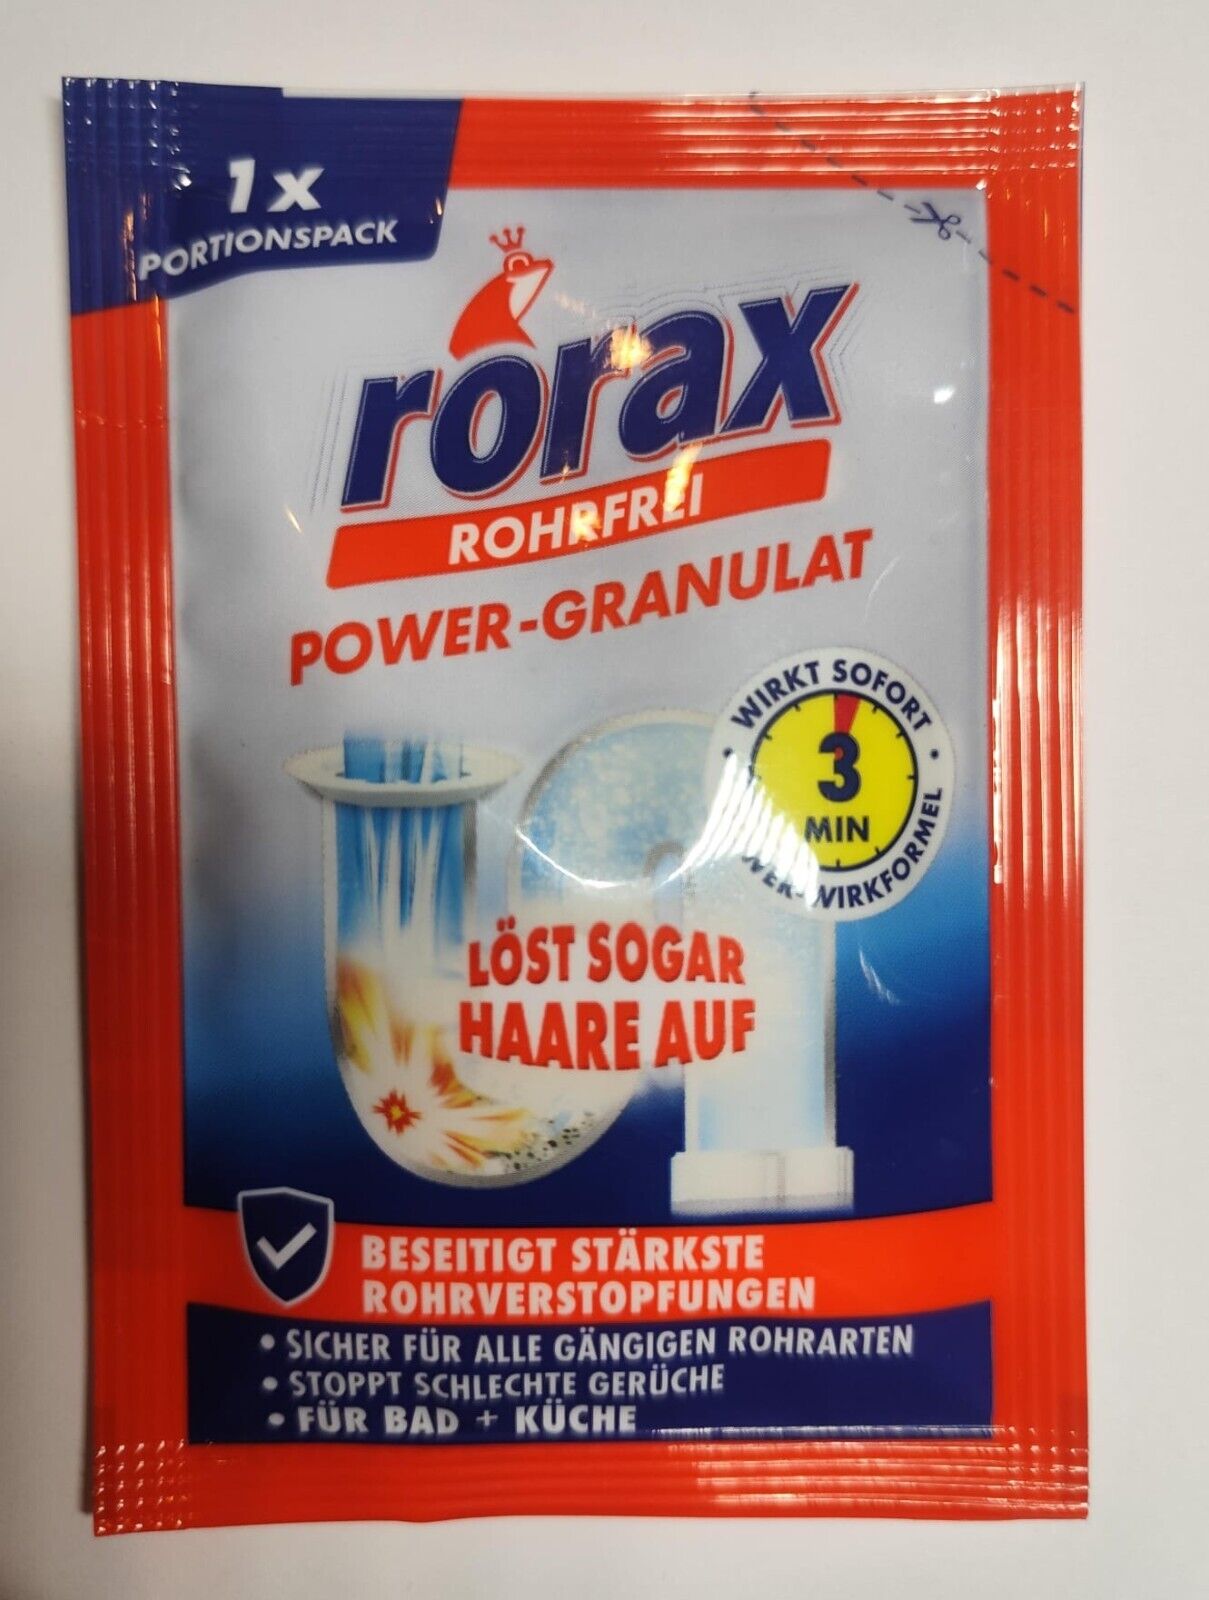 1 x
PORTIONSPACK
rorax
ROHRFREI
POWER-GRANULAT
WIRKT SOFORT
3
MIN
WIRKFORMEL
LÖST SOGAR
HAARE AUF
BESEITIGT STÄRKSTE
ROHRVERSTOPFUNGEN
• SICHER FÜR ALLE GÄNGIGEN ROHRARTEN
• STOPPT SCHLECHTE GERÜCHE
• FÜR BAD + KÜCHE